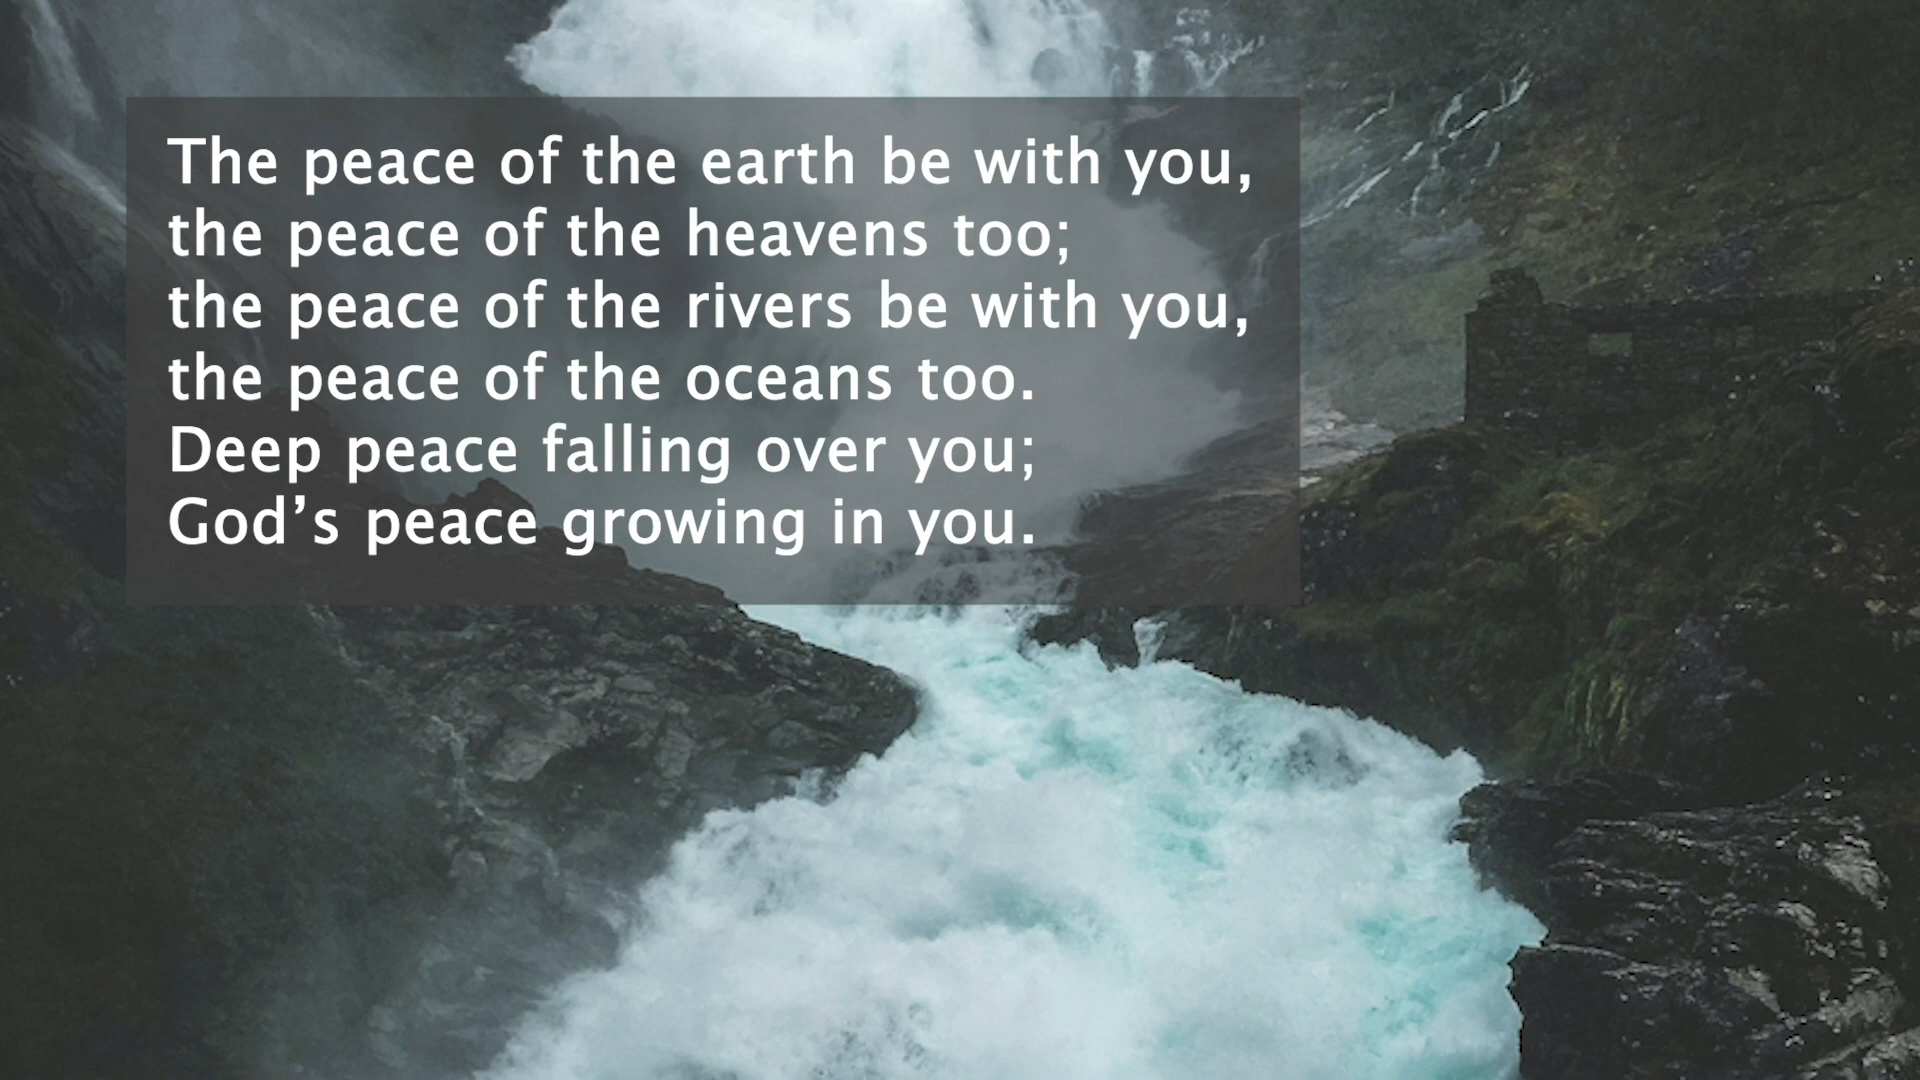 The peace of the earth be with you,
the peace of the heavens too;
the peace of the rivers be with you,
the peace of the oceans too.
Deep peace falling over you;
God’s peace growing in you.